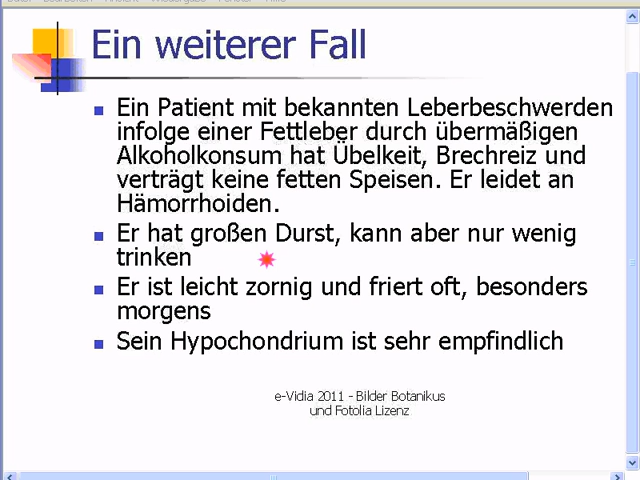 Ein weiterer Fall
Ein Patient mit bekannten Leberbeschwerden
infolge einer Fettleber durch übermäßigen
Alkoholkonsum hat Übelkeit, Brechreiz und
verträgt keine fetten Speisen. Er leidet an
Hämorrhoiden.
Er hat großen Durst, kann aber nur wenig
trinken
Er ist leicht zornig und friert oft, besonders
morgens
Sein Hypochondrium ist sehr empfindlich
e-Vidia 2011 - Bilder Botanikus
und Fotolia Lizenz